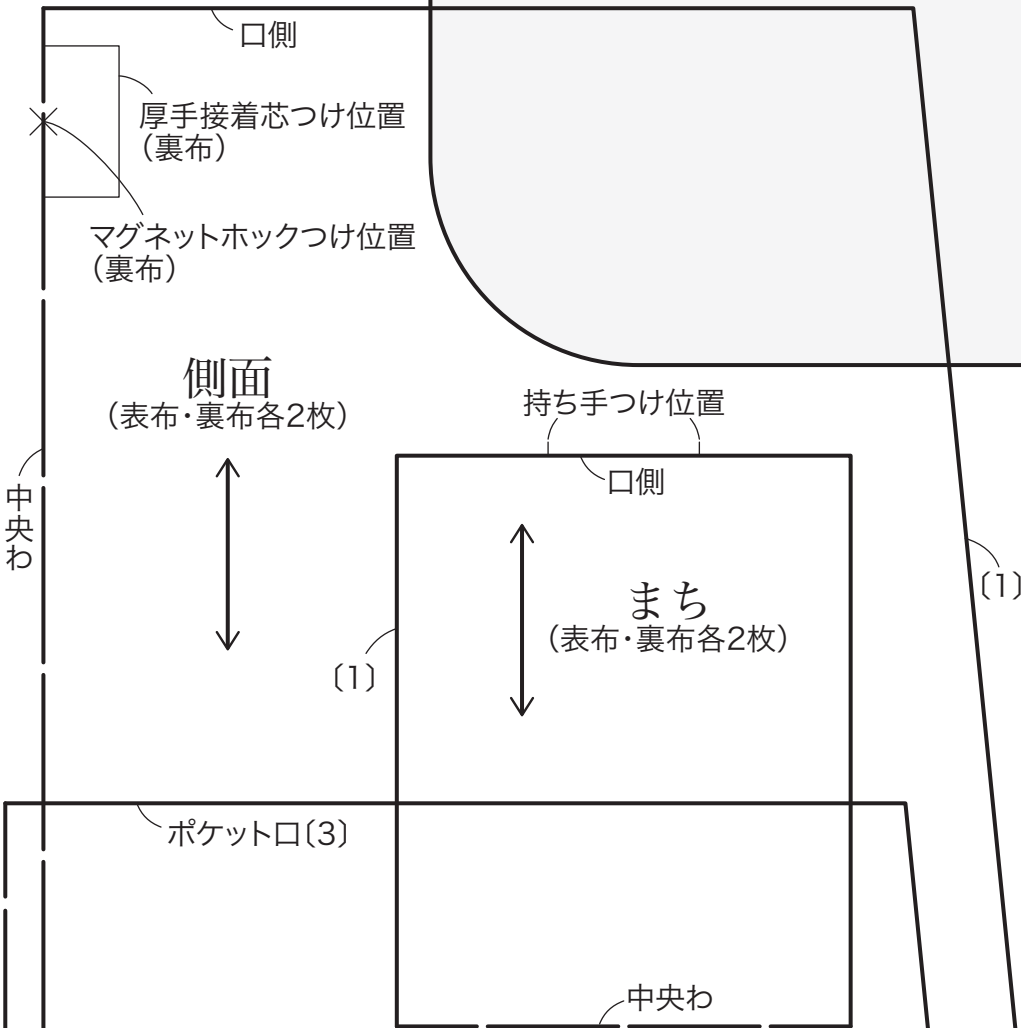 口側
厚手接着芯つけ位置
（裏布）
マグネットホックつけ位置
（裏布）
側面
（表布・裏布各2枚）
中央わ
持ち手つけ位置
口側
まち
（表布・裏布各2枚）
〔1〕
〔1〕
ポケット口〔3〕
中央わ